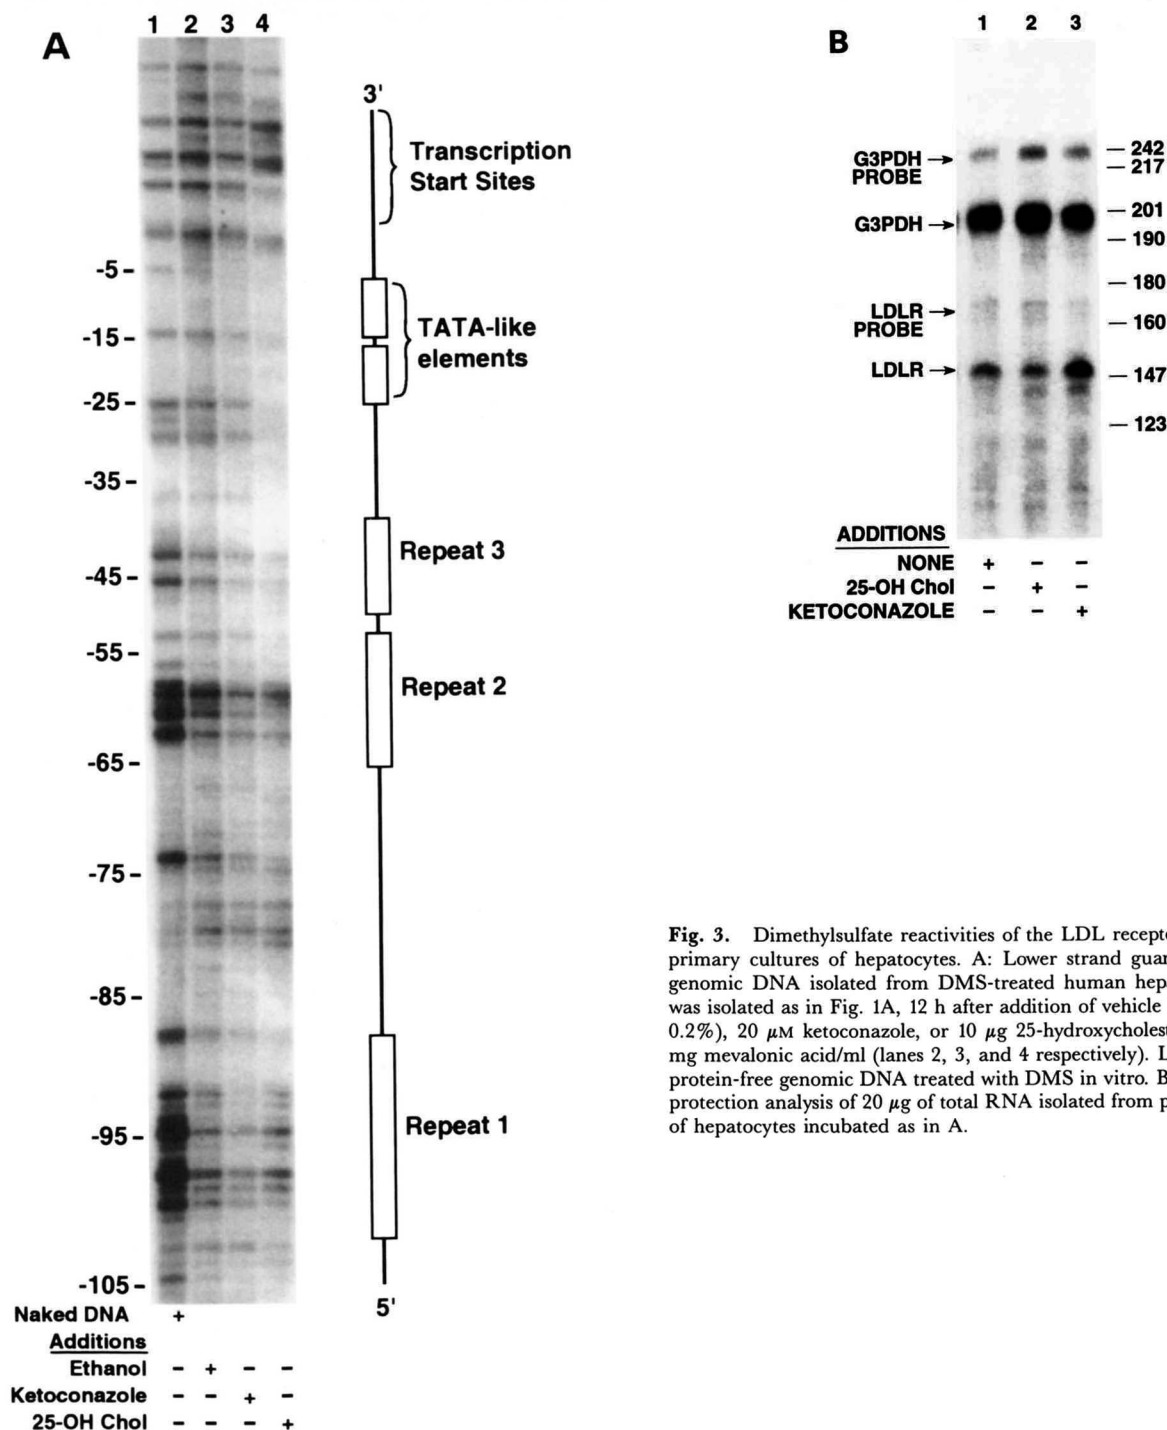 A
1 2 3 4
3'
Transcription
Start Sites
-5 -
TATA-like
elements
-15 -
-25 -
-35 -
Repeat 3
-45 -
-55 -
Repeat 2
-65 -
-75 -
-85 -
-95 -
Repeat 1
-105 -
5'
Naked DNA +
Additions
Ethanol - + - -
Ketoconazole - - + -
25-OH Chol - - - +
B
1 2 3
G3PDH
PROBE
G3PDH
LDLR
PROBE
LDLR
— 242
— 217
— 201
— 190
— 180
— 160
— 147
— 123
ADDITIONS
NONE + - -
25-OH Chol - + -
KETOCONAZOLE - - +
Fig. 3. Dimethylsulfate reactivities of the LDL recept
primary cultures of hepatocytes. A: Lower strand guar
genomic DNA isolated from DMS-treated human hep
was isolated as in Fig. 1A, 12 h after addition of vehicle
0.2%), 20 μM ketoconazole, or 10 μg 25-hydroxycholest
mg mevalonic acid/ml (lanes 2, 3, and 4 respectively). L
protein-free genomic DNA treated with DMS in vitro. B
protection analysis of 20 μg of total RNA isolated from p
of hepatocytes incubated as in A.